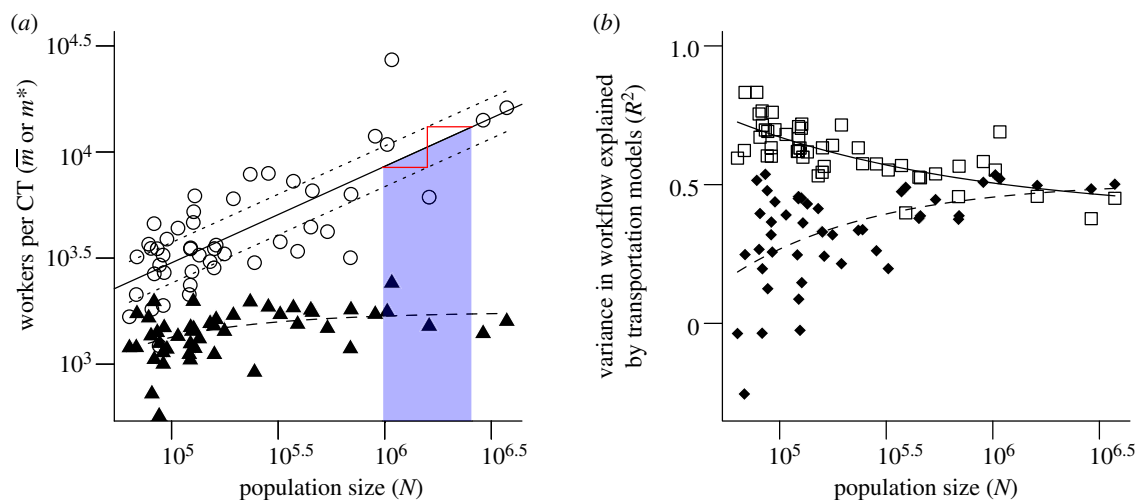 (a)
workers per CT (m̅ or m*)
10^4.5
10^4
10^3.5
10^3
10^5
10^5.5
10^6
10^6.5
population size (N)
(b)
variance in workflow explained
by transportation models (R²)
1.0
0.5
0
10^5
10^5.5
10^6
10^6.5
population size (N)